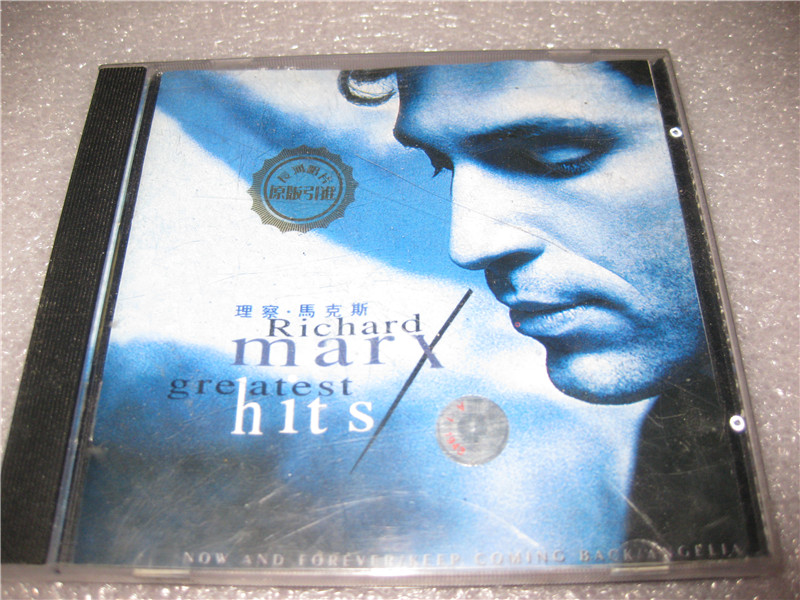 原版引進
理察·馬克斯
Richard
marx
greatest
hits
NOW AND FOREVER/KEEP COMING BACK/ANGELIA